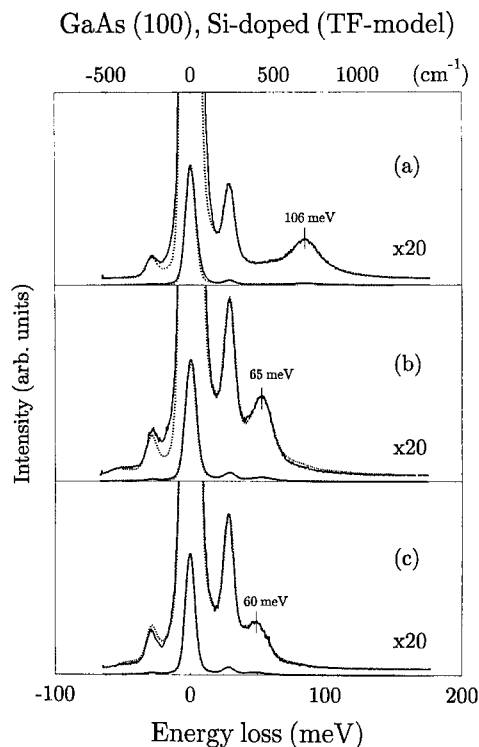 GaAs (100), Si-doped (TF-model)
-500 0 500 1000 (cm⁻¹)
(a)
106 meV
x20
(b)
65 meV
x20
(c)
60 meV
x20
Intensity (arb. units)
-100 0 100 200
Energy loss (meV)